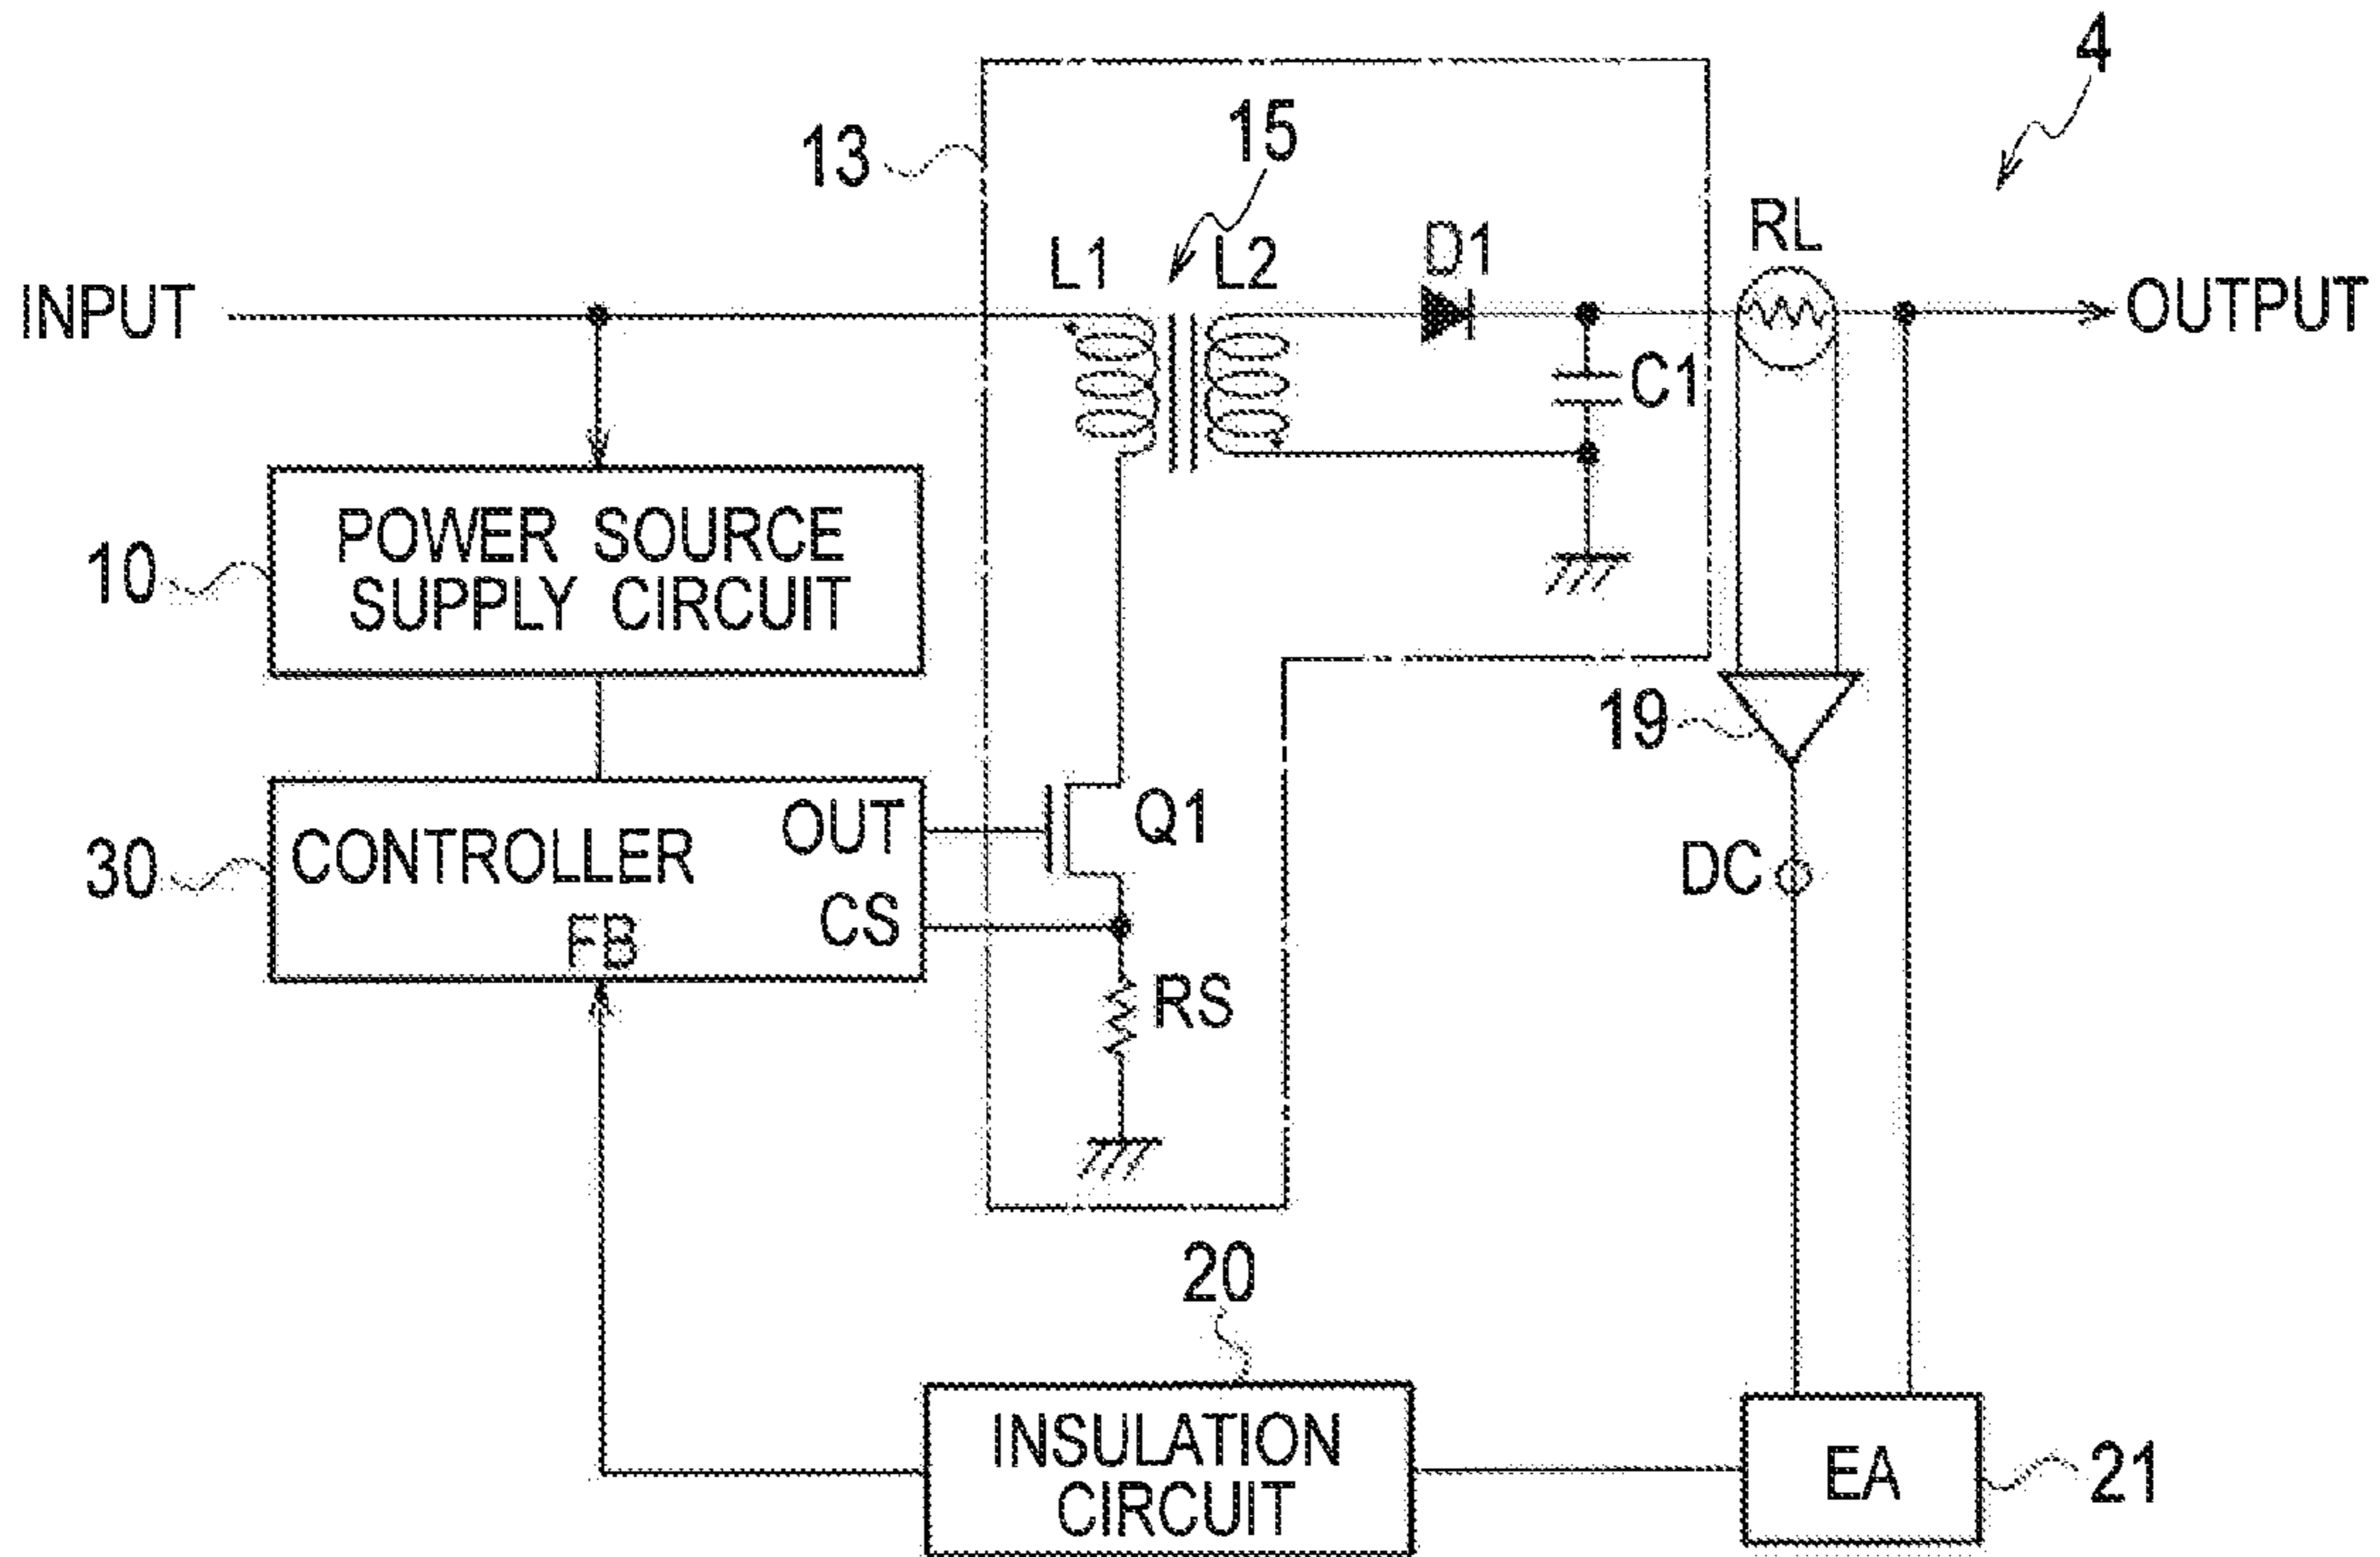 4
13
15
L1
L2
D1
RL
INPUT
OUTPUT
C1
10
POWER SOURCE
SUPPLY CIRCUIT
19
30
CONTROLLER
OUT
Q1
DC
CS
FB
RS
20
INSULATION
CIRCUIT
EA
21